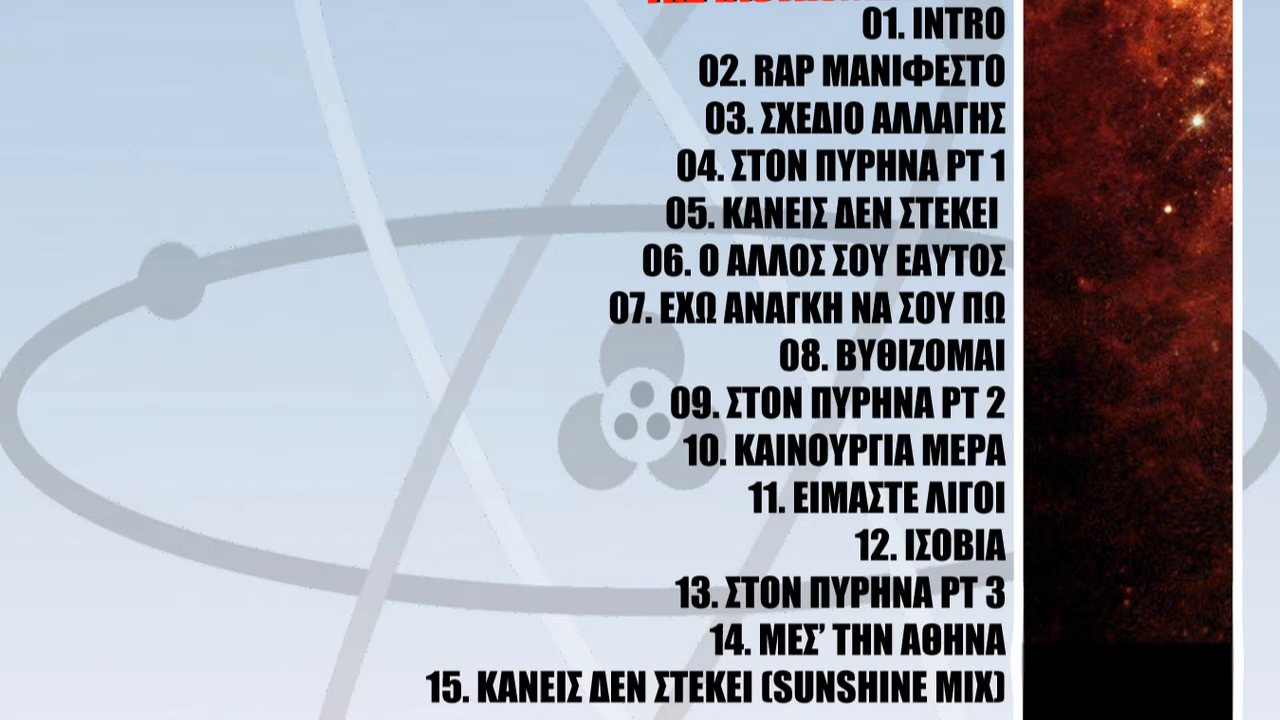 01. INTRO
02. RAP ΜΑΝΙΦΕΣΤΟ
03. ΣΧΕΔΙΟ ΑΛΛΑΓΗΣ
04. ΣΤΟΝ ΠΥΡΗΝΑ PT 1
05. ΚΑΝΕΙΣ ΔΕΝ ΣΤΕΚΕΙ
06. Ο ΑΛΛΟΣ ΣΟΥ ΕΑΥΤΟΣ
07. ΕΧΩ ΑΝΑΓΚΗ ΝΑ ΣΟΥ ΠΩ
08. ΒΥΘΙΖΟΜΑΙ
09. ΣΤΟΝ ΠΥΡΗΝΑ PT 2
10. ΚΑΙΝΟΥΡΓΙΑ ΜΕΡΑ
11. ΕΙΜΑΣΤΕ ΛΙΓΟΙ
12. ΙΣΟΒΙΑ
13. ΣΤΟΝ ΠΥΡΗΝΑ PT 3
14. ΜΕΣ’ ΤΗΝ ΑΘΗΝΑ
15. ΚΑΝΕΙΣ ΔΕΝ ΣΤΕΚΕΙ (SUNSHINE MIX)